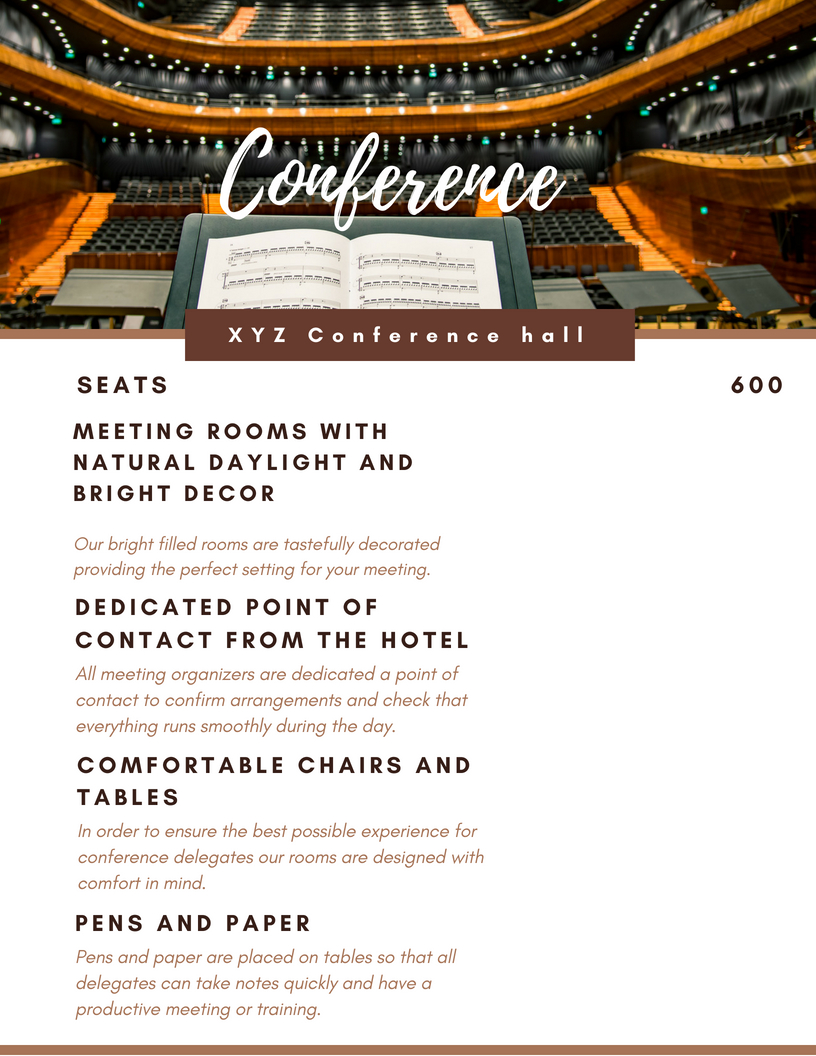 Conference
XYZ Conference hall
SEATS 600
MEETING ROOMS WITH
NATURAL DAYLIGHT AND
BRIGHT DECOR
Our bright filled rooms are tastefully decorated
providing the perfect setting for your meeting.
DEDICATED POINT OF
CONTACT FROM THE HOTEL
All meeting organizers are dedicated a point of
contact to confirm arrangements and check that
everything runs smoothly during the day.
COMFORTABLE CHAIRS AND
TABLES
In order to ensure the best possible experience for
conference delegates our rooms are designed with
comfort in mind.
PENS AND PAPER
Pens and paper are placed on tables so that all
delegates can take notes quickly and have a
productive meeting or training.